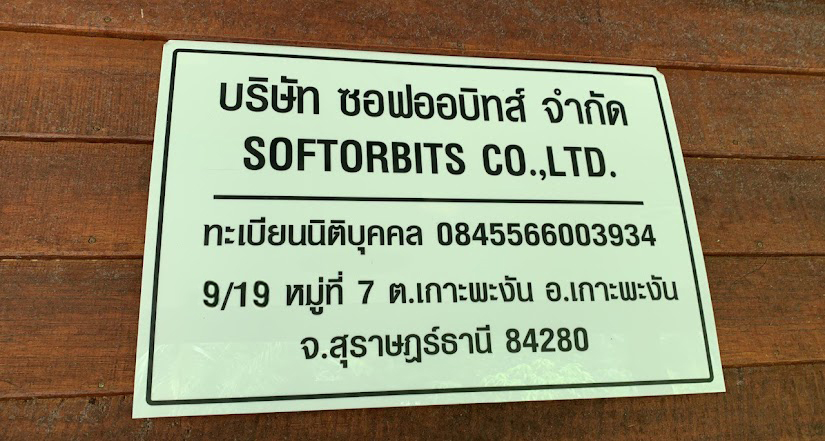 บริษัท ซอฟออบิทส์ จำกัด
SOFTORBITS CO.,LTD.
ทะเบียนนิติบุคคล 0845566003934
9/19 หมู่ที่ 7 ต.เกาะพะงัน อ.เกาะพะงัน
จ.สุราษฎร์ธานี 84280